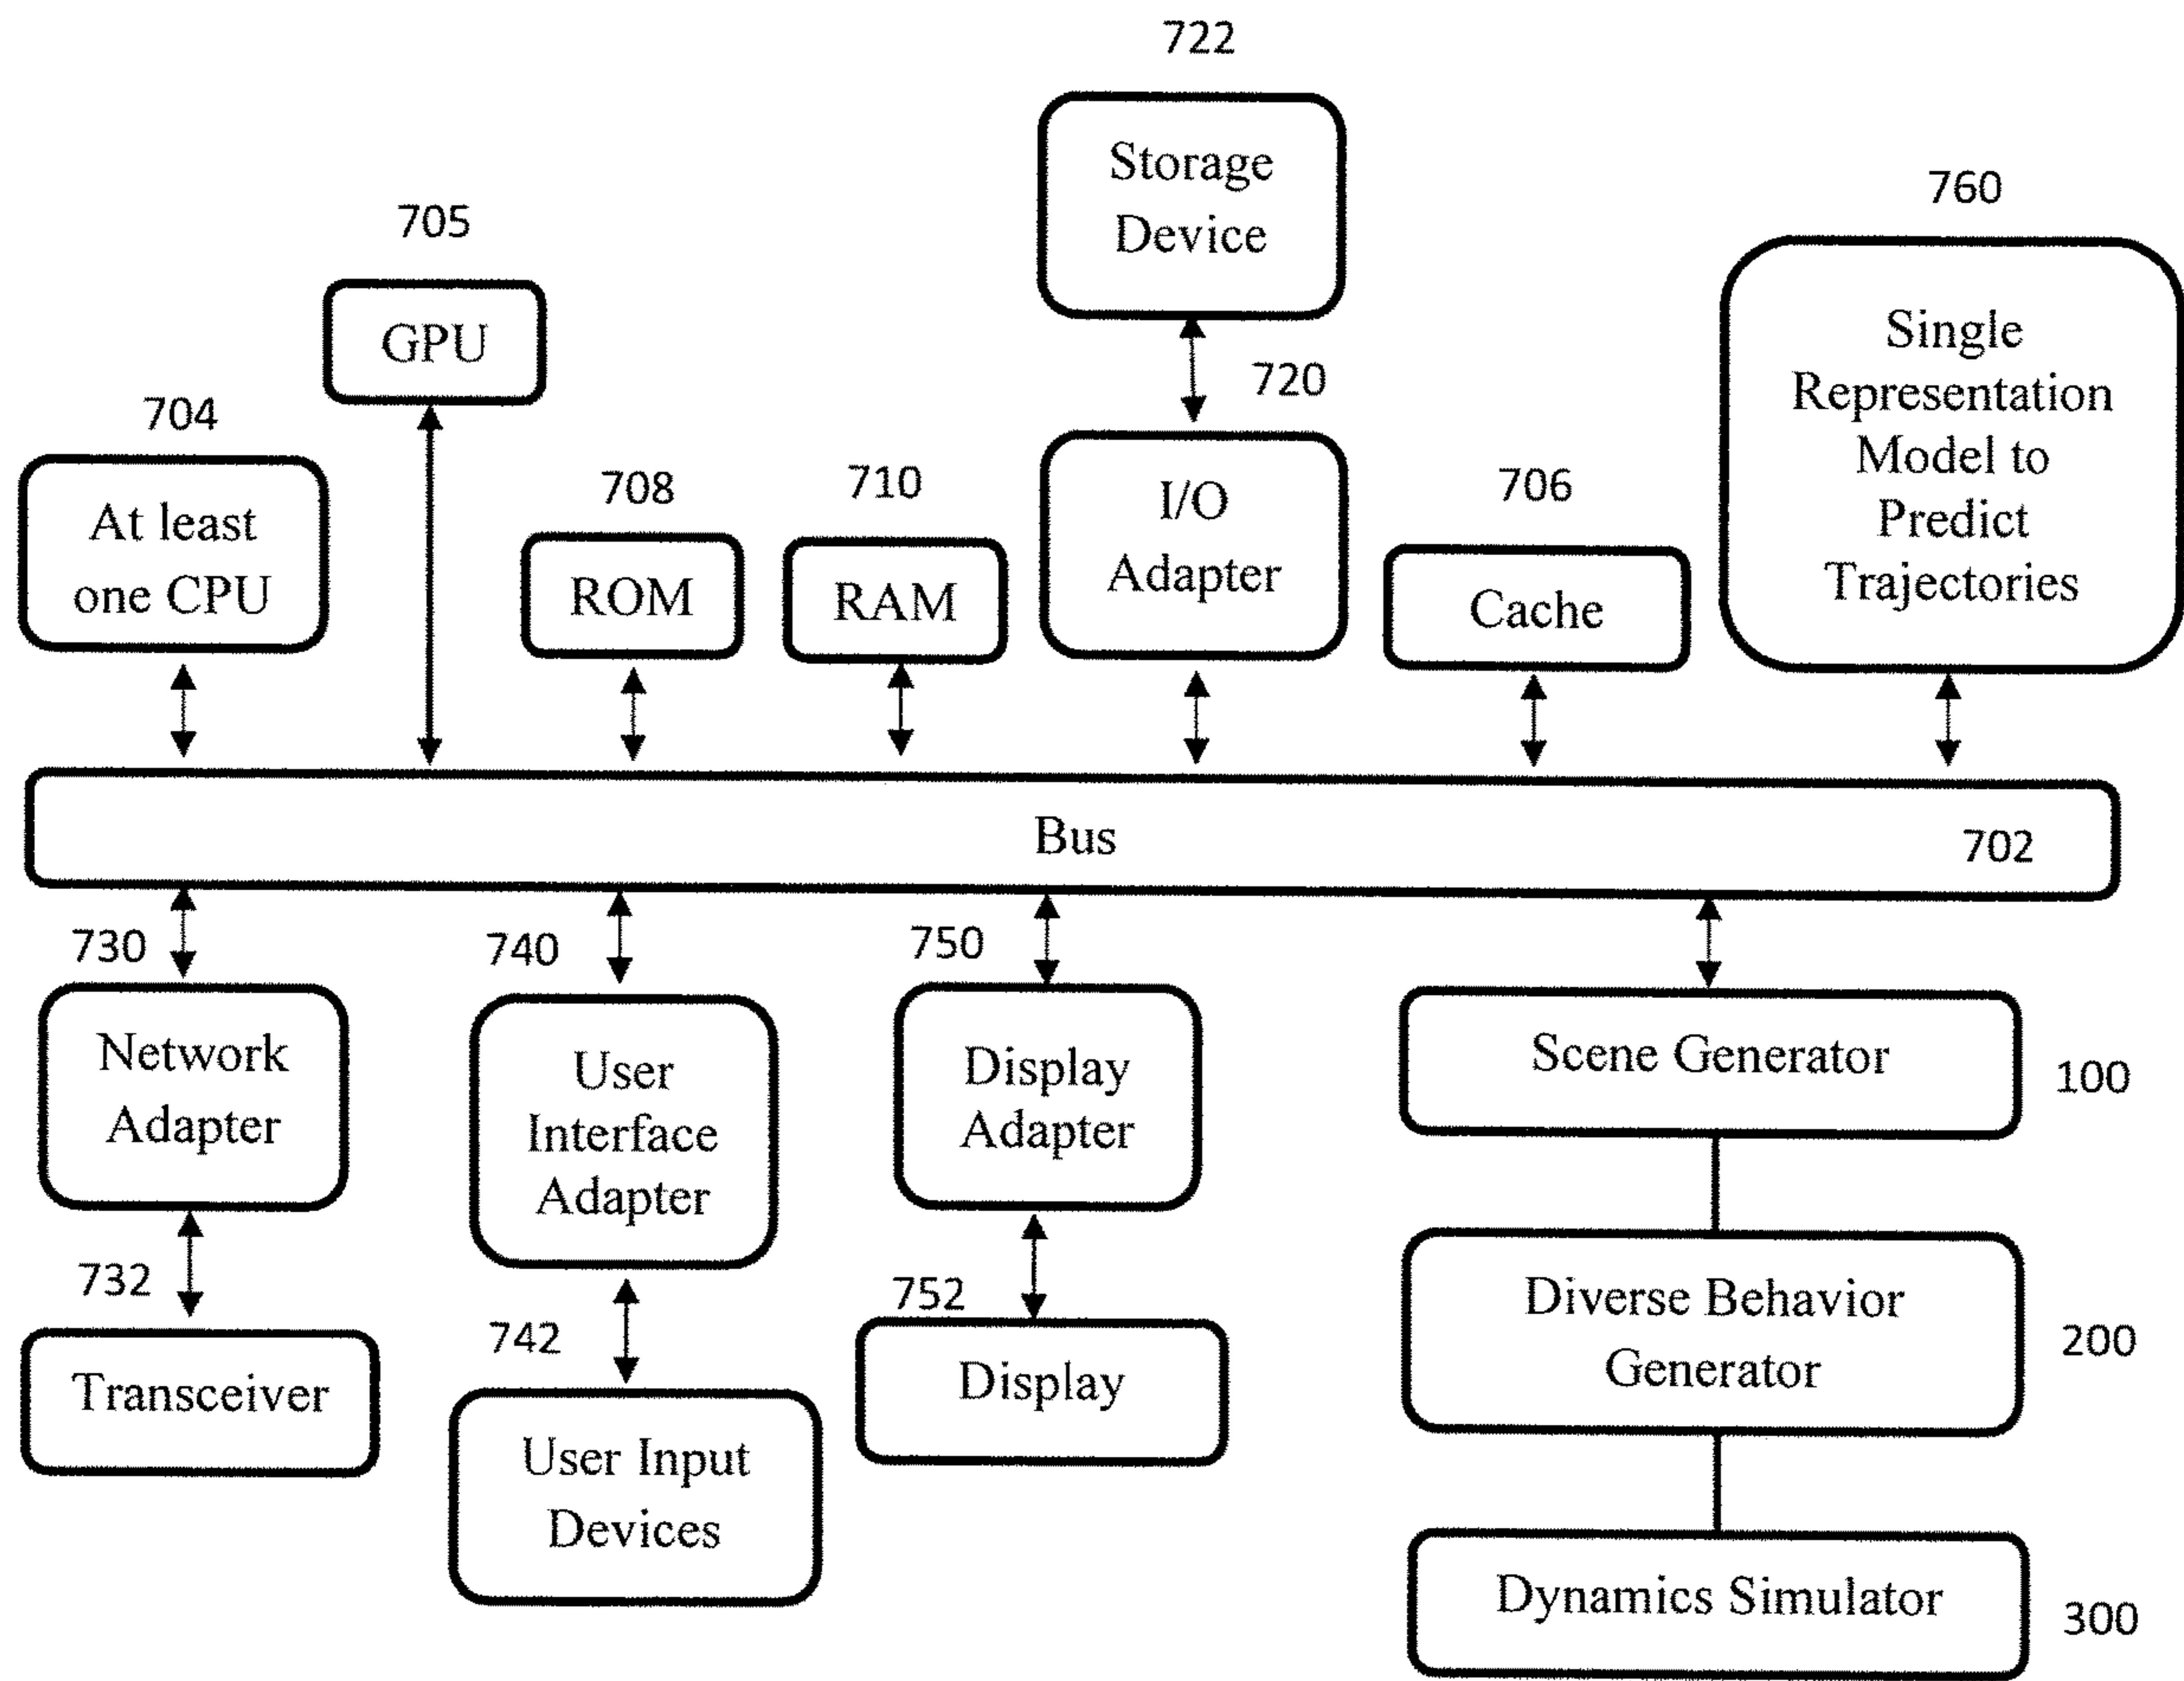 722
Storage
Device
760
Single
Representation
Model to
Predict
Trajectories
705
GPU
720
704
At least
one CPU
708
ROM
710
RAM
I/O
Adapter
706
Cache
Bus
702
730
Network
Adapter
740
User
Interface
Adapter
750
Display
Adapter
Scene Generator
100
732
Transceiver
742
User Input
Devices
752
Display
Diverse Behavior
Generator
200
Dynamics Simulator
300